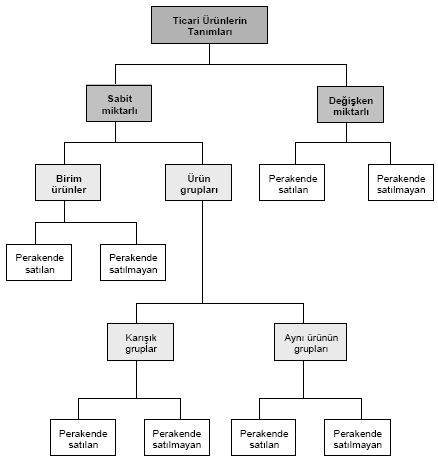 Ticari Ürünlerin
Tanımları
Sabit
miktarlı
Değişken
miktarlı
Birim
ürünler
Ürün
grupları
Perakende
satılan
Perakende
satılmayan
Perakende
satılan
Perakende
satılmayan
Karışık
gruplar
Aynı ürünün
grupları
Perakende
satılan
Perakende
satılmayan
Perakende
satılan
Perakende
satılmayan